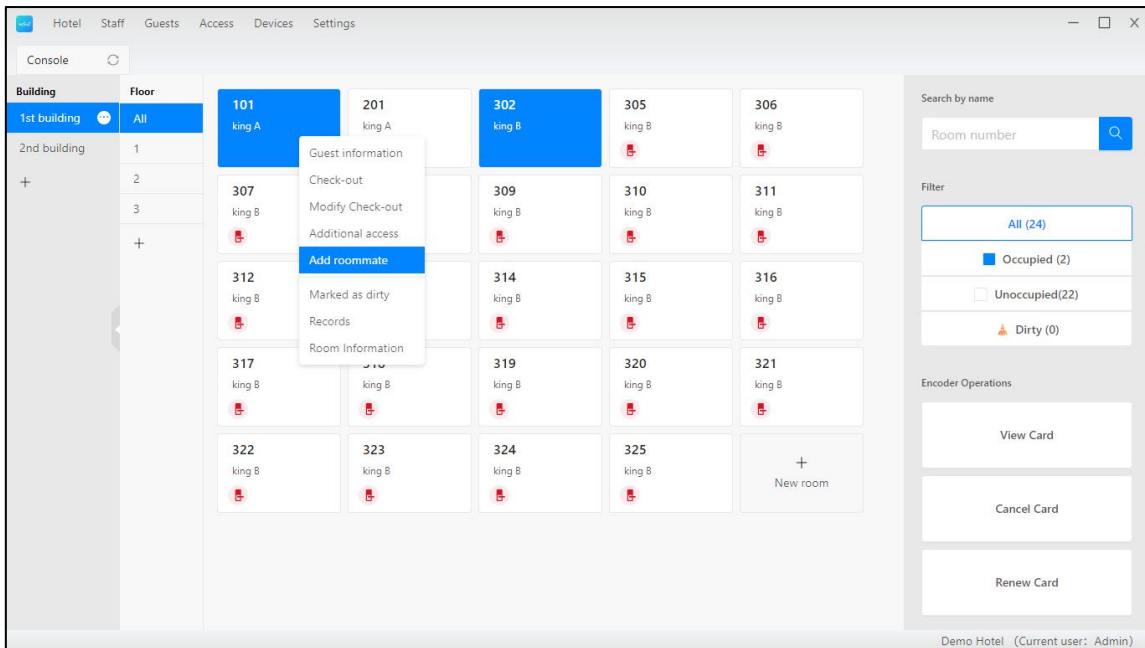 Hotel Staff Guests Access Devices Settings
Console
Building
1st building
2nd building
+
Floor
All
1
2
3
+
101
king A
201
king A
302
king B
305
king B
306
king B
307
king B
309
king B
310
king B
311
king B
312
king B
314
king B
315
king B
316
king B
317
king B
king B
319
king B
320
king B
321
king B
322
king B
323
king B
324
king B
325
king B
+
New room
Guest information
Check-out
Modify Check-out
Additional access
Add roommate
Marked as dirty
Records
Room Information
Search by name
Room number
Filter
All (24)
Occupied (2)
Unoccupied(22)
Dirty (0)
Encoder Operations
View Card
Cancel Card
Renew Card
Demo Hotel (Current user: Admin)